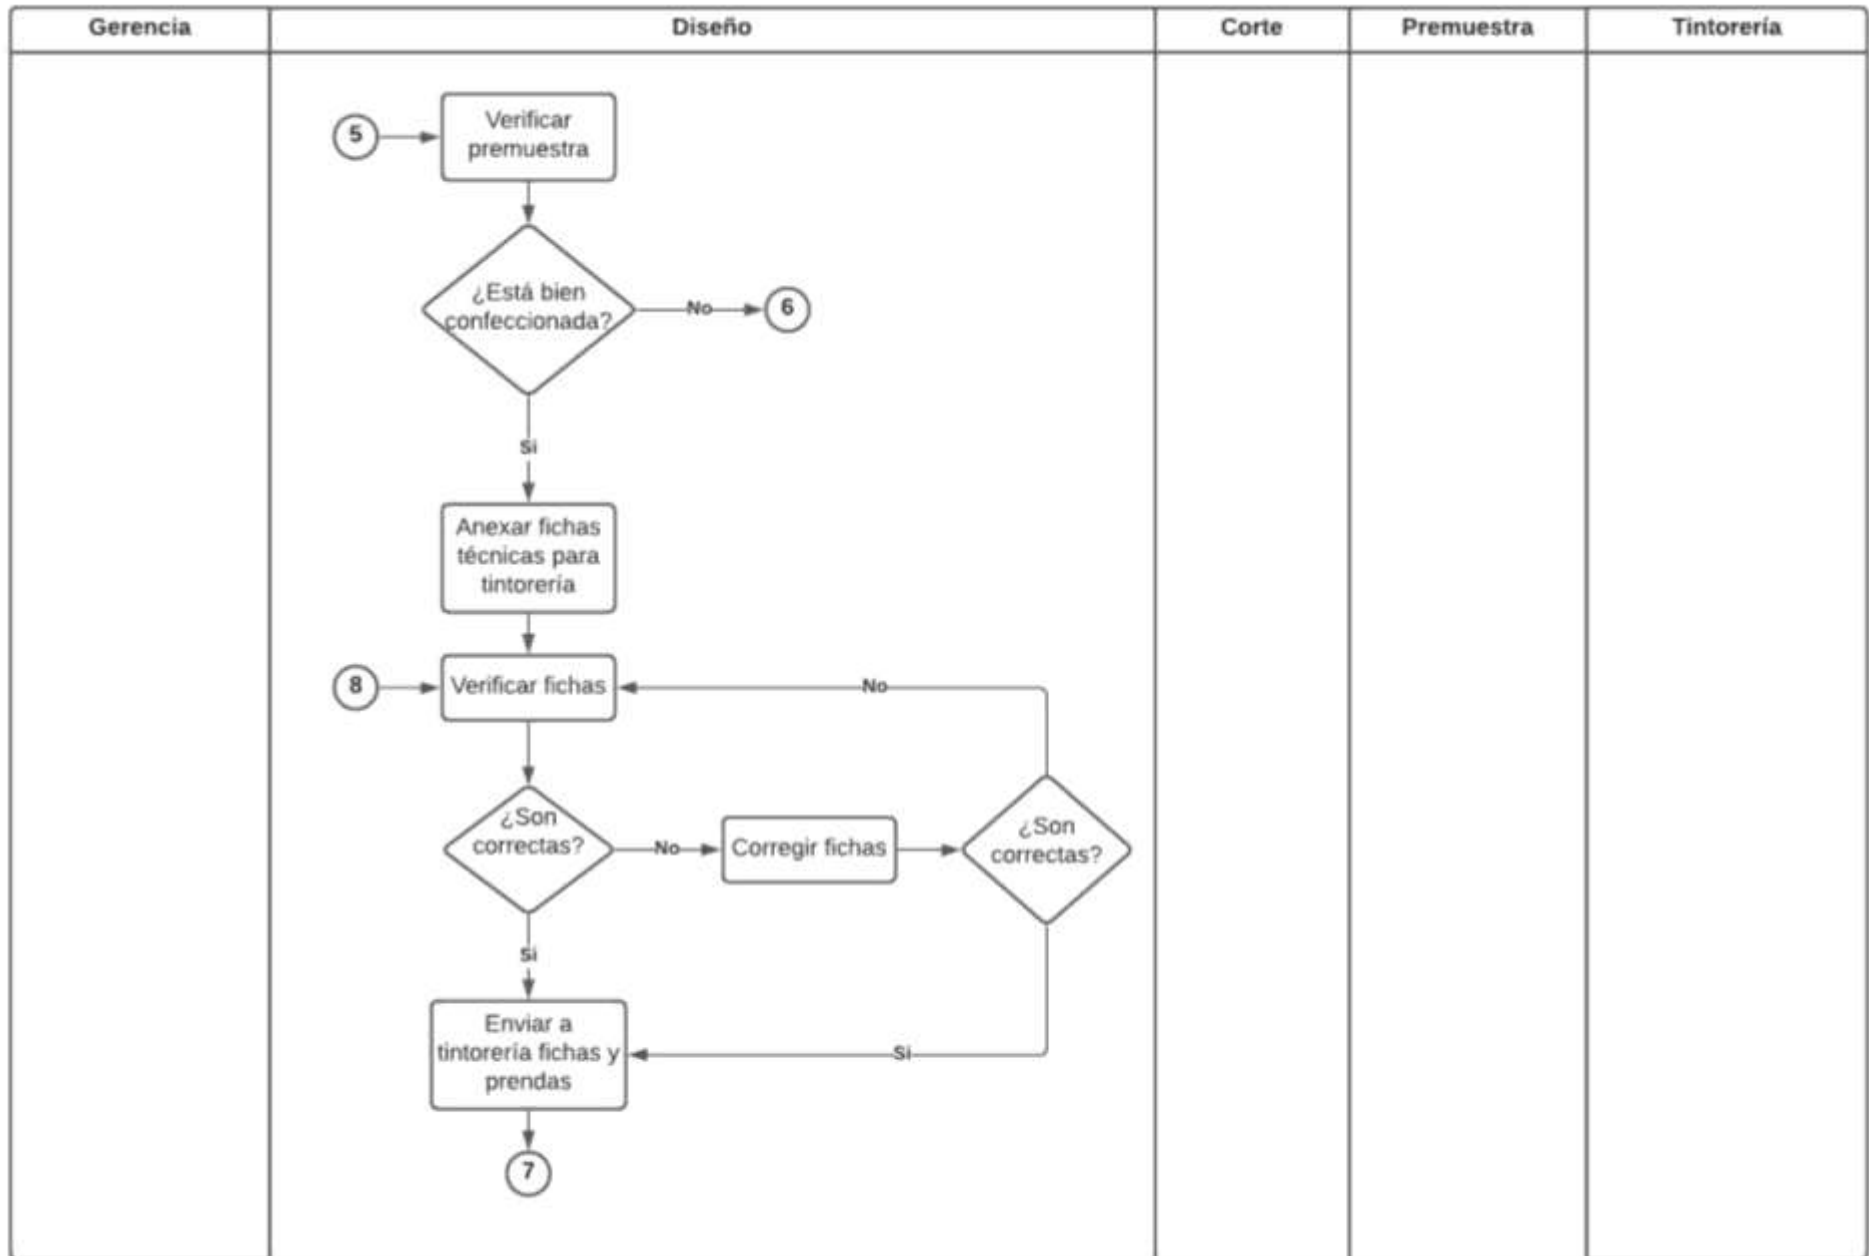 Gerencia
Diseño
Corte
Premuestra
Tintorería
5
Verificar
premuestra
¿Está bien
confeccionada?
No
6
Si
Anexar fichas
técnicas para
tintorería
8
Verificar fichas
No
¿Son
correctas?
No
Corregir fichas
¿Son
correctas?
Si
Enviar a
tintorería fichas y
prendas
Si
7